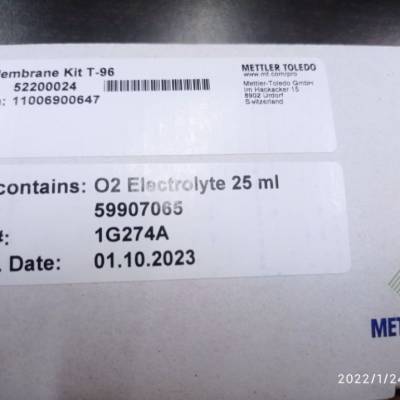 Membrane Kit T-96
52200024
: 11006900647
METTLER TOLEDO
www.mt.com/pro
Mettler-Toledo GmbH
Im Hackacker 15
8902 Urdorf
Switzerland
contains: O2 Electrolyte 25 ml
59907065
#: 1G274A
. Date: 01.10.2023
MET
2022/1/24